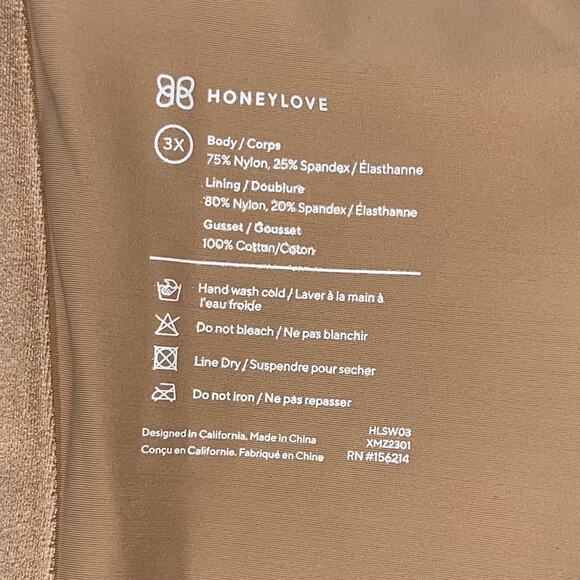 HONEYLOVE
3X
Body / Corps
75% Nylon, 25% Spandex / Élasthanne
Lining / Doublure
80% Nylon, 20% Spandex / Élasthanne
Gusset / Gousset
100% Cotton/Coton
Hand wash cold / Laver à la main à
l'eau froide
Do not bleach / Ne pas blanchir
Line Dry / Suspendre pour secher
Do not iron / Ne pas repasser
Designed in California. Made in China
Conçu en Californie. Fabriqué en Chine
HLSW03
XMZ2301
RN #156214